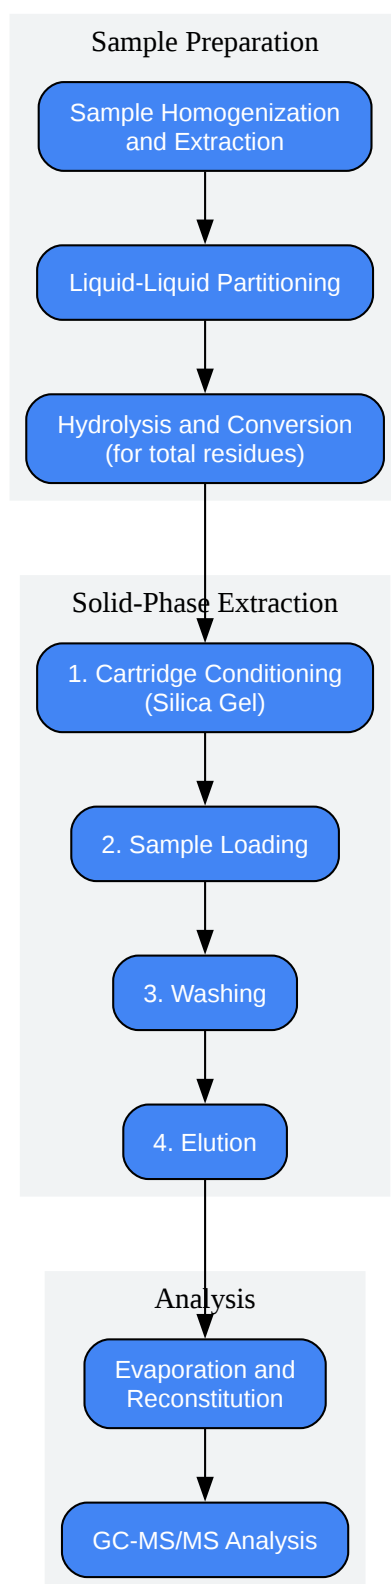 Sample Preparation
Sample Homogenization
and Extraction
Liquid-Liquid Partitioning
Hydrolysis and Conversion
(for total residues)
Solid-Phase Extraction
1. Cartridge Conditioning
(Silica Gel)
2. Sample Loading
3. Washing
4. Elution
Analysis
Evaporation and
Reconstitution
GC-MS/MS Analysis